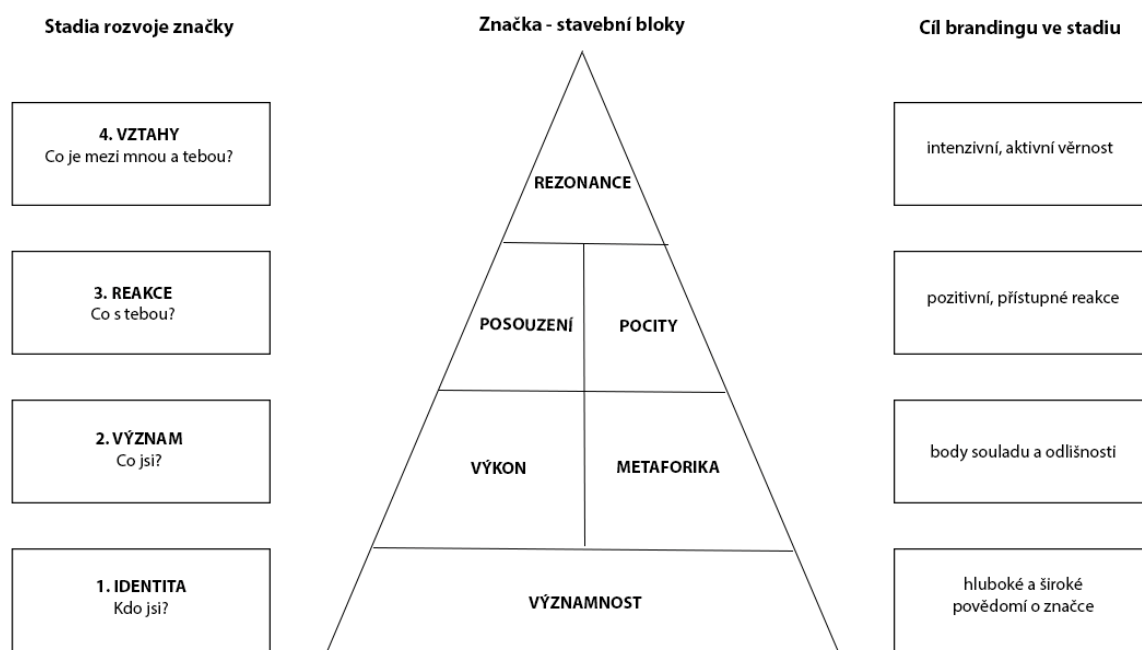 Stadia rozvoje značky
Značka - stavební bloky
Cíl brandingu ve stadiu
4. VZTAHY
Co je mezi mnou a tebou?
REZONANCE
intenzivní, aktivní věrnost
3. REAKCE
Co s tebou?
POSOUZENÍ
POCITY
pozitivní, přístupné reakce
2. VÝZNAM
Co jsi?
VÝKON
METAFORIKA
body souladu a odlišnosti
1. IDENTITA
Kdo jsi?
VÝZNAMNOST
hluboké a široké
povědomí o značce